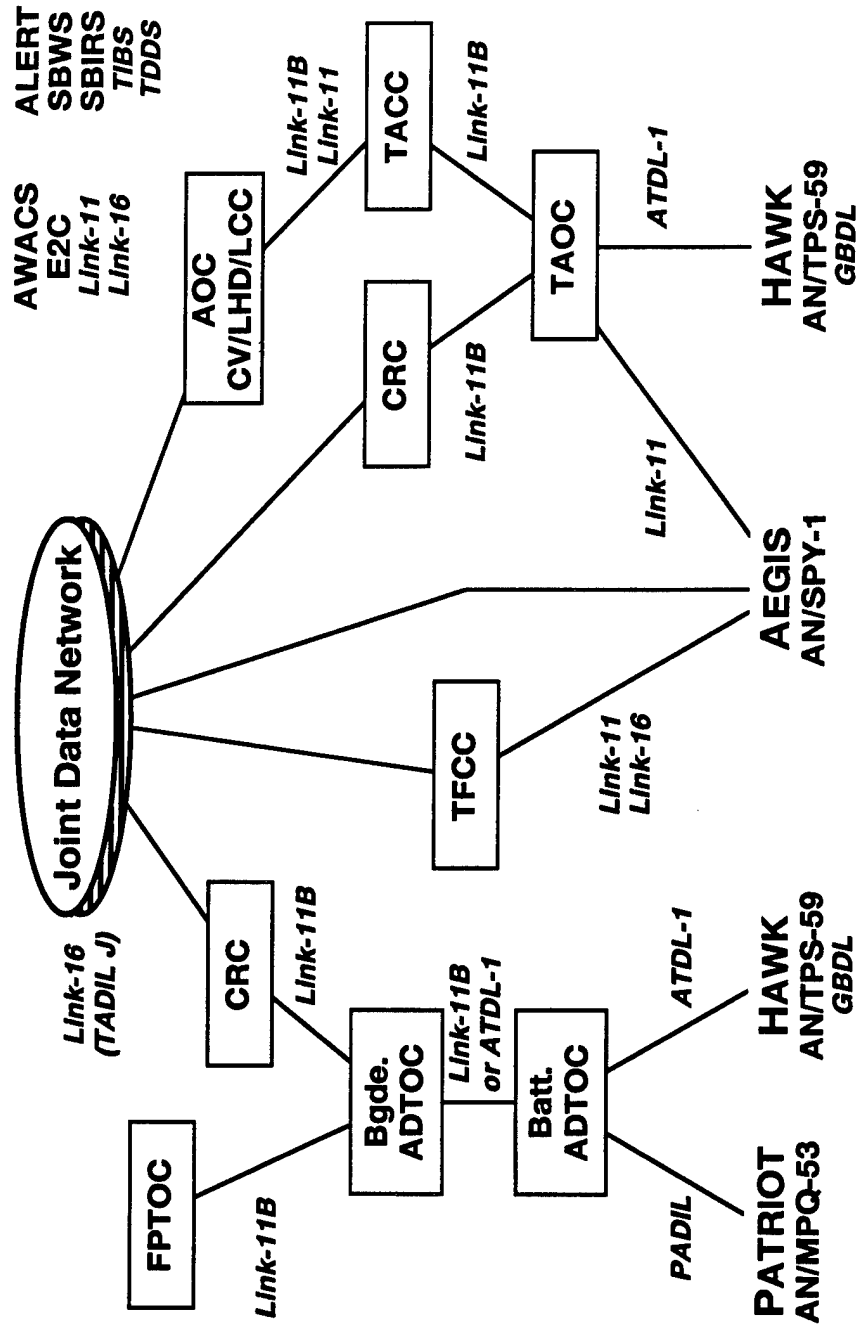 Joint Data Network
Link-16
(TADIL J)
AWACS
E2C
Link-11
Link-16
ALERT
SBWS
SBIRS
TIBS
TDDS
FPTOC
Link-11B
CRC
Link-11B
Bgde.
ADTOC
Link-11B
or ATDL-1
Batt.
ADTOC
PADIL
ATDL-1
PATRIOT
AN/MPQ-53
HAWK
AN/TPS-59
GBDL
TFCC
Link-11
Link-16
AEGIS
AN/SPY-1
AOC
CV/LHD/LCC
Link-11B
Link-11
TACC
Link-11B
CRC
Link-11B
TAOC
Link-11
ATDL-1
HAWK
AN/TPS-59
GBDL